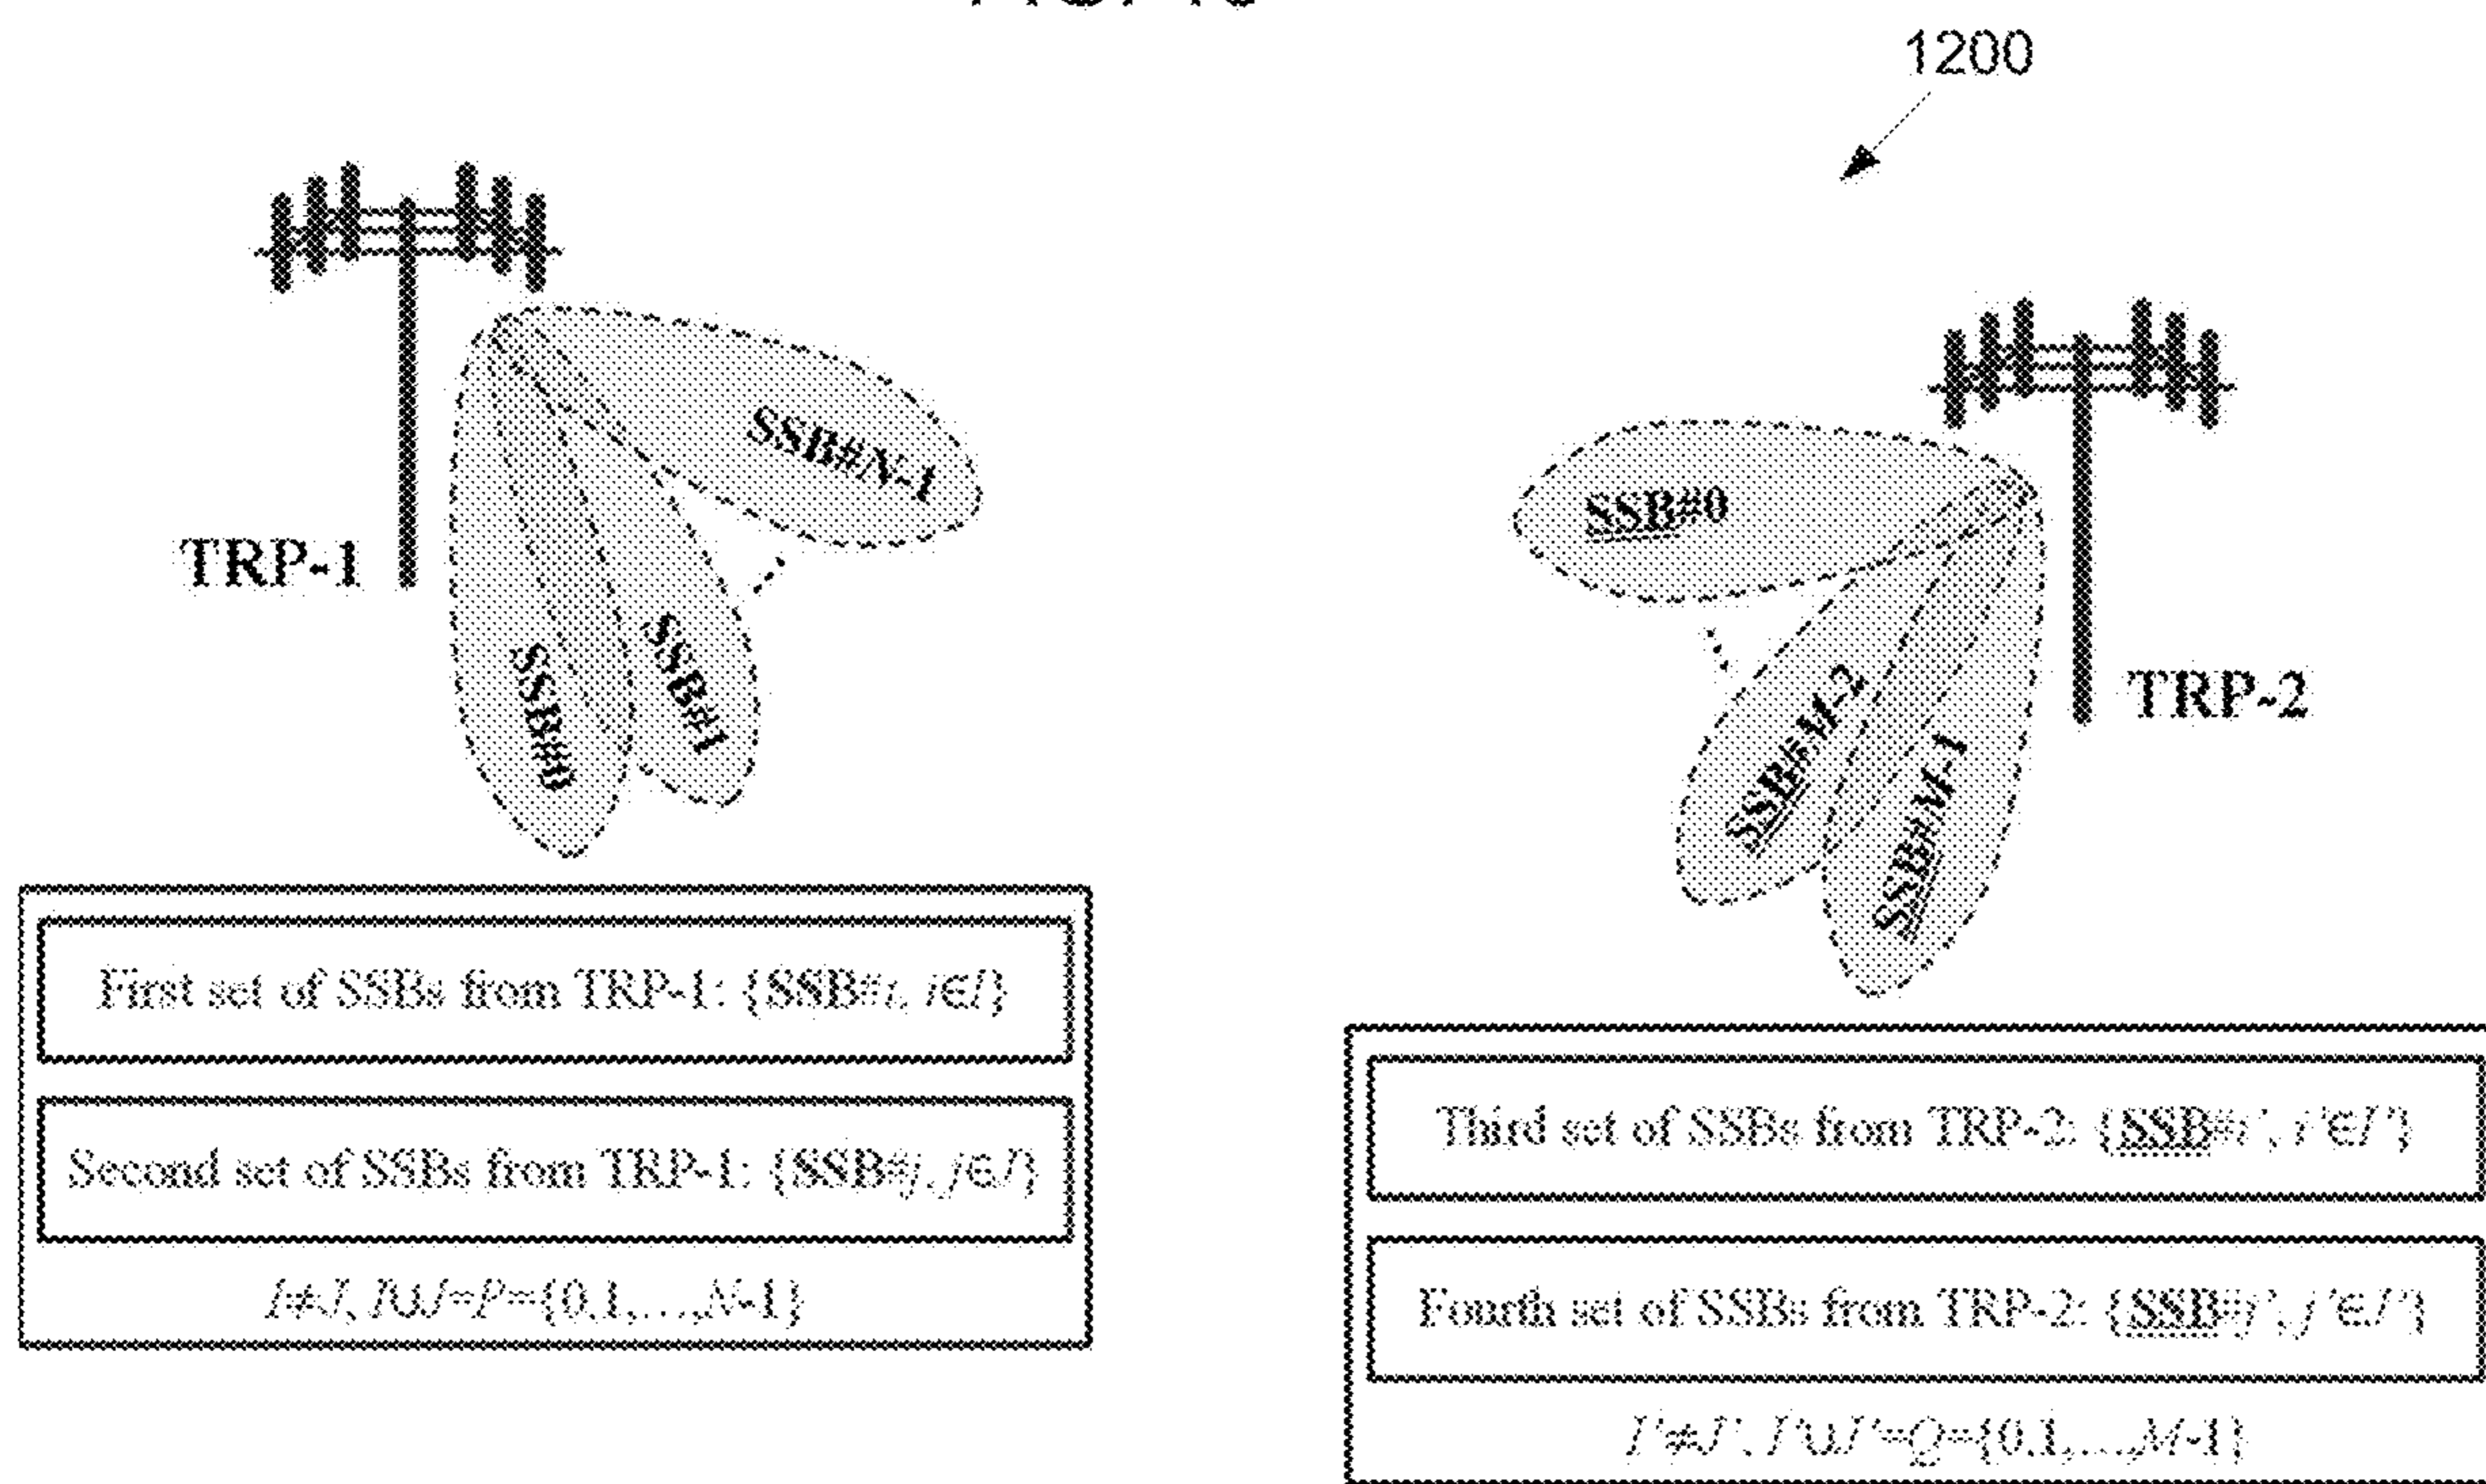 1200
TRP-1
SSB#N-1
SSB#1
SSB#0
TRP-2
SSB#0
SSB#M-2
SSB#M-1
First set of SSBs from TRP-1: {SSB#i, i∈I}
Second set of SSBs from TRP-1: {SSB#j, j∈J}
I≠J, I∪J=P={0,1,…,N-1}
Third set of SSBs from TRP-2: {SSB#i’, i’∈I’}
Fourth set of SSBs from TRP-2: {SSB#j’, j’∈J’}
I’≠J’, I’∪J’=Q={0,1,…,M-1}